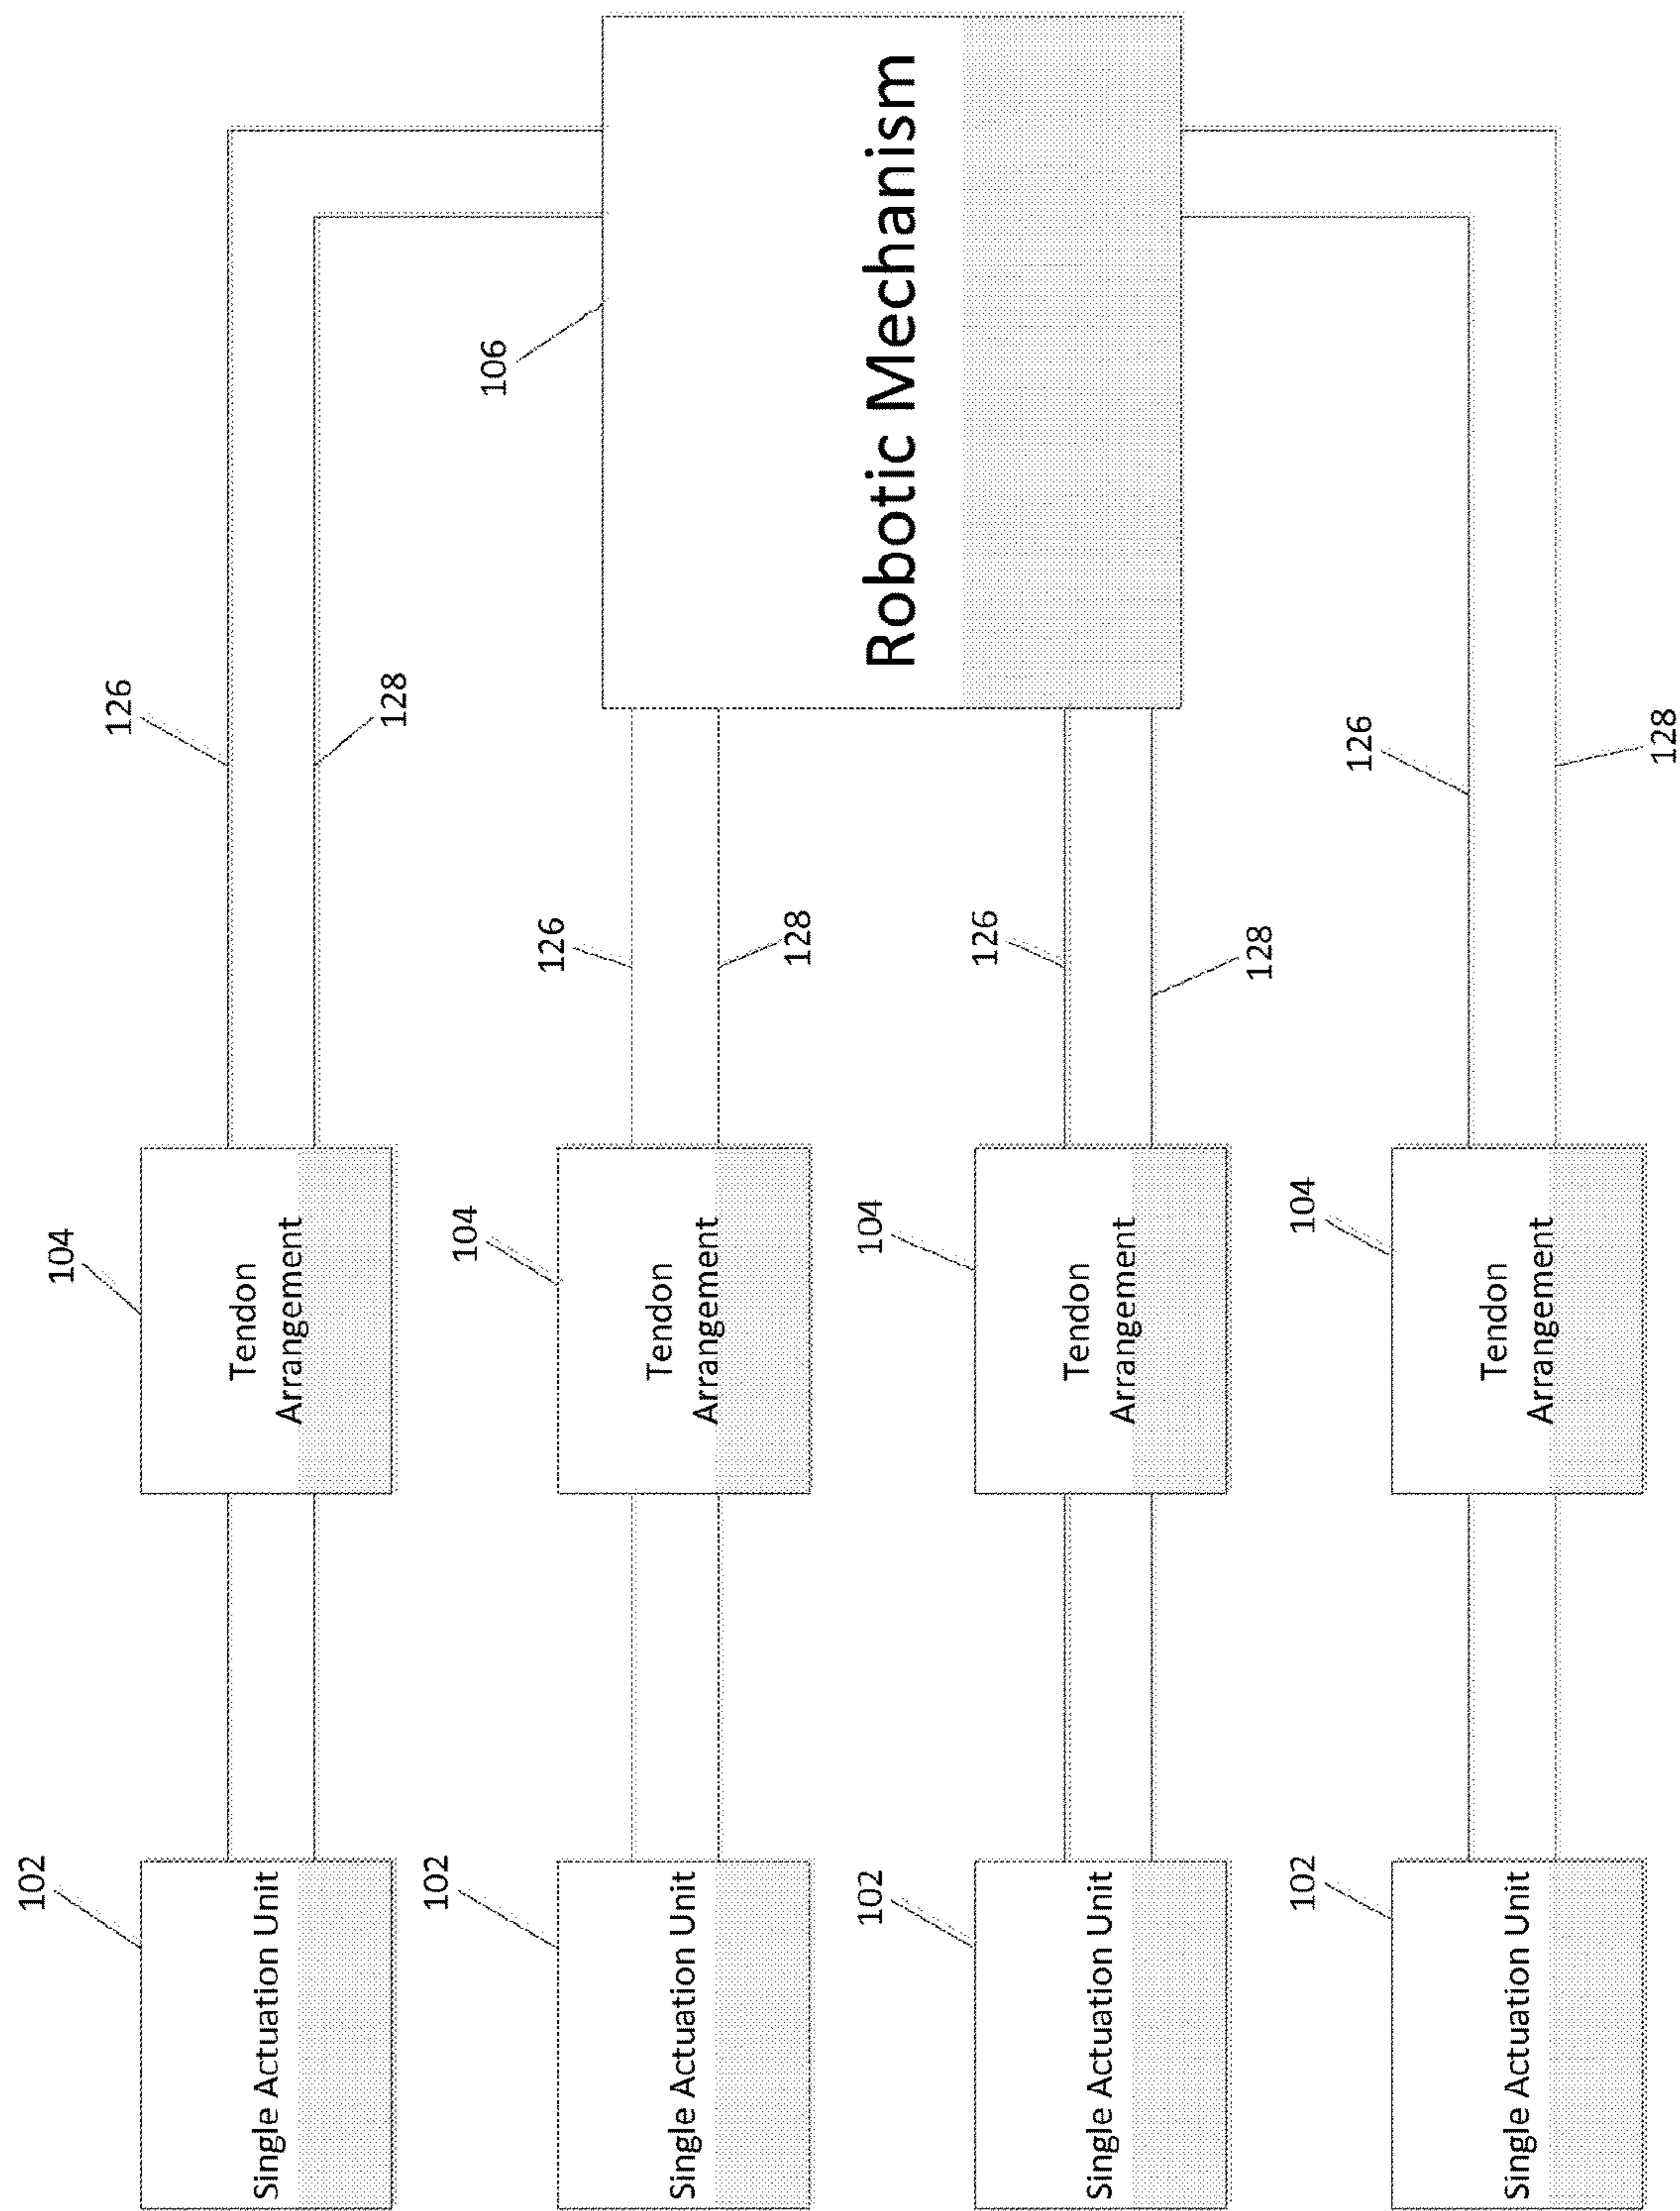 102
104
126
Single Actuation Unit
Tendon
Arrangement
128
102
104
106
126
Single Actuation Unit
Tendon
Arrangement
128
Robotic Mechanism
102
104
126
Single Actuation Unit
Tendon
Arrangement
128
102
104
126
Single Actuation Unit
Tendon
Arrangement
128